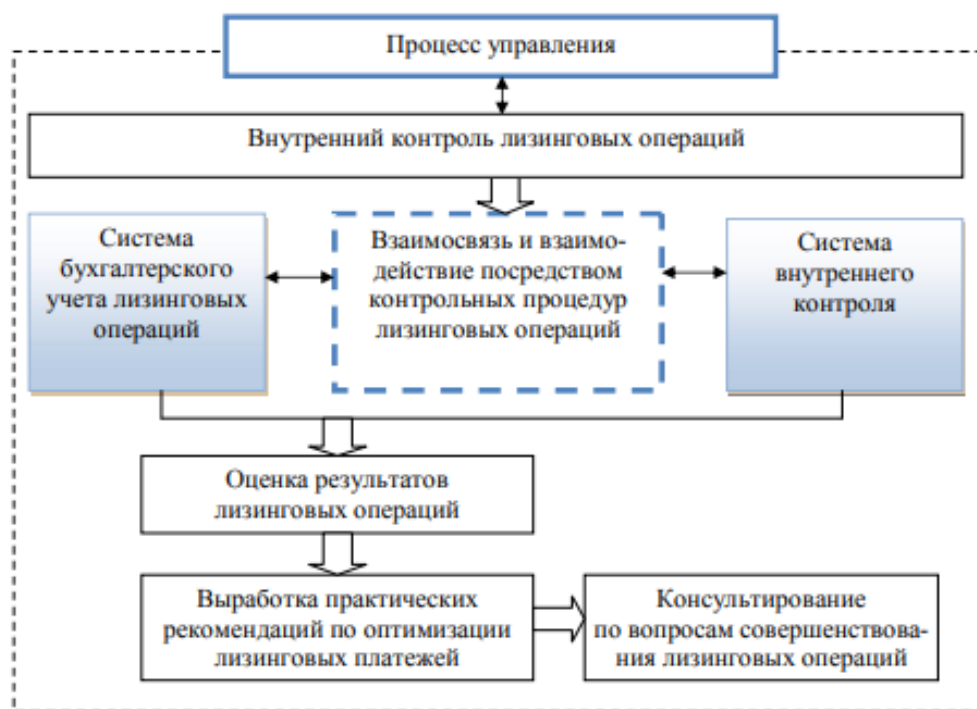 Процесс управления
Внутренний контроль лизинговых операций
Система
бухгалтерского
учета лизинговых
операций
Взаимосвязь и взаимо-
действие посредством
контрольных процедур
лизинговых операций
Система
внутреннего
контроля
Оценка результатов
лизинговых операций
Выработка практических
рекомендаций по оптимизации
лизинговых платежей
Консультирование
по вопросам совершенствова-
ния лизинговых операций